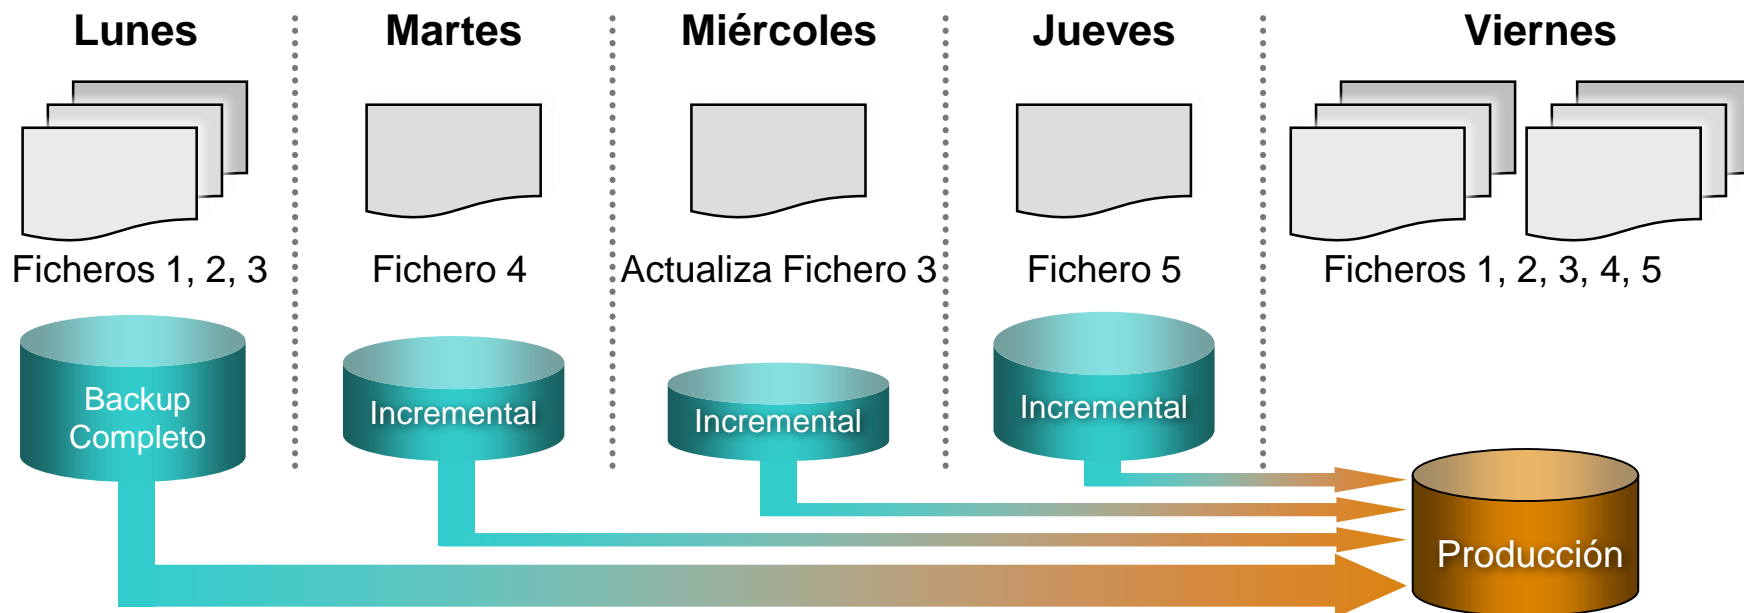 Lunes
Martes
Miércoles
Jueves
Viernes
Ficheros 1, 2, 3
Fichero 4
Actualiza Fichero 3
Fichero 5
Ficheros 1, 2, 3, 4, 5
Backup
Completo
Incremental
Incremental
Incremental
Producción